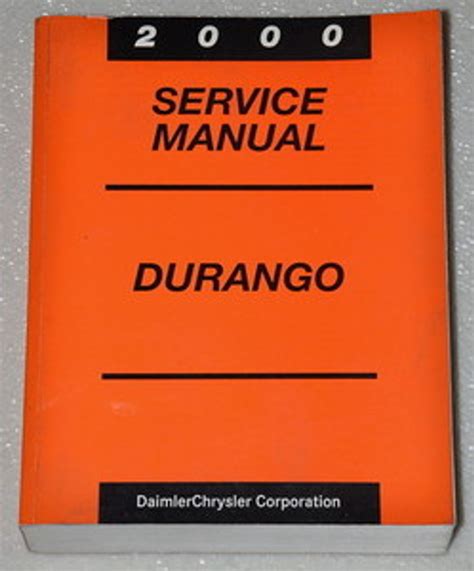 2000
SERVICE
MANUAL
DURANGO
DaimlerChrysler Corporation